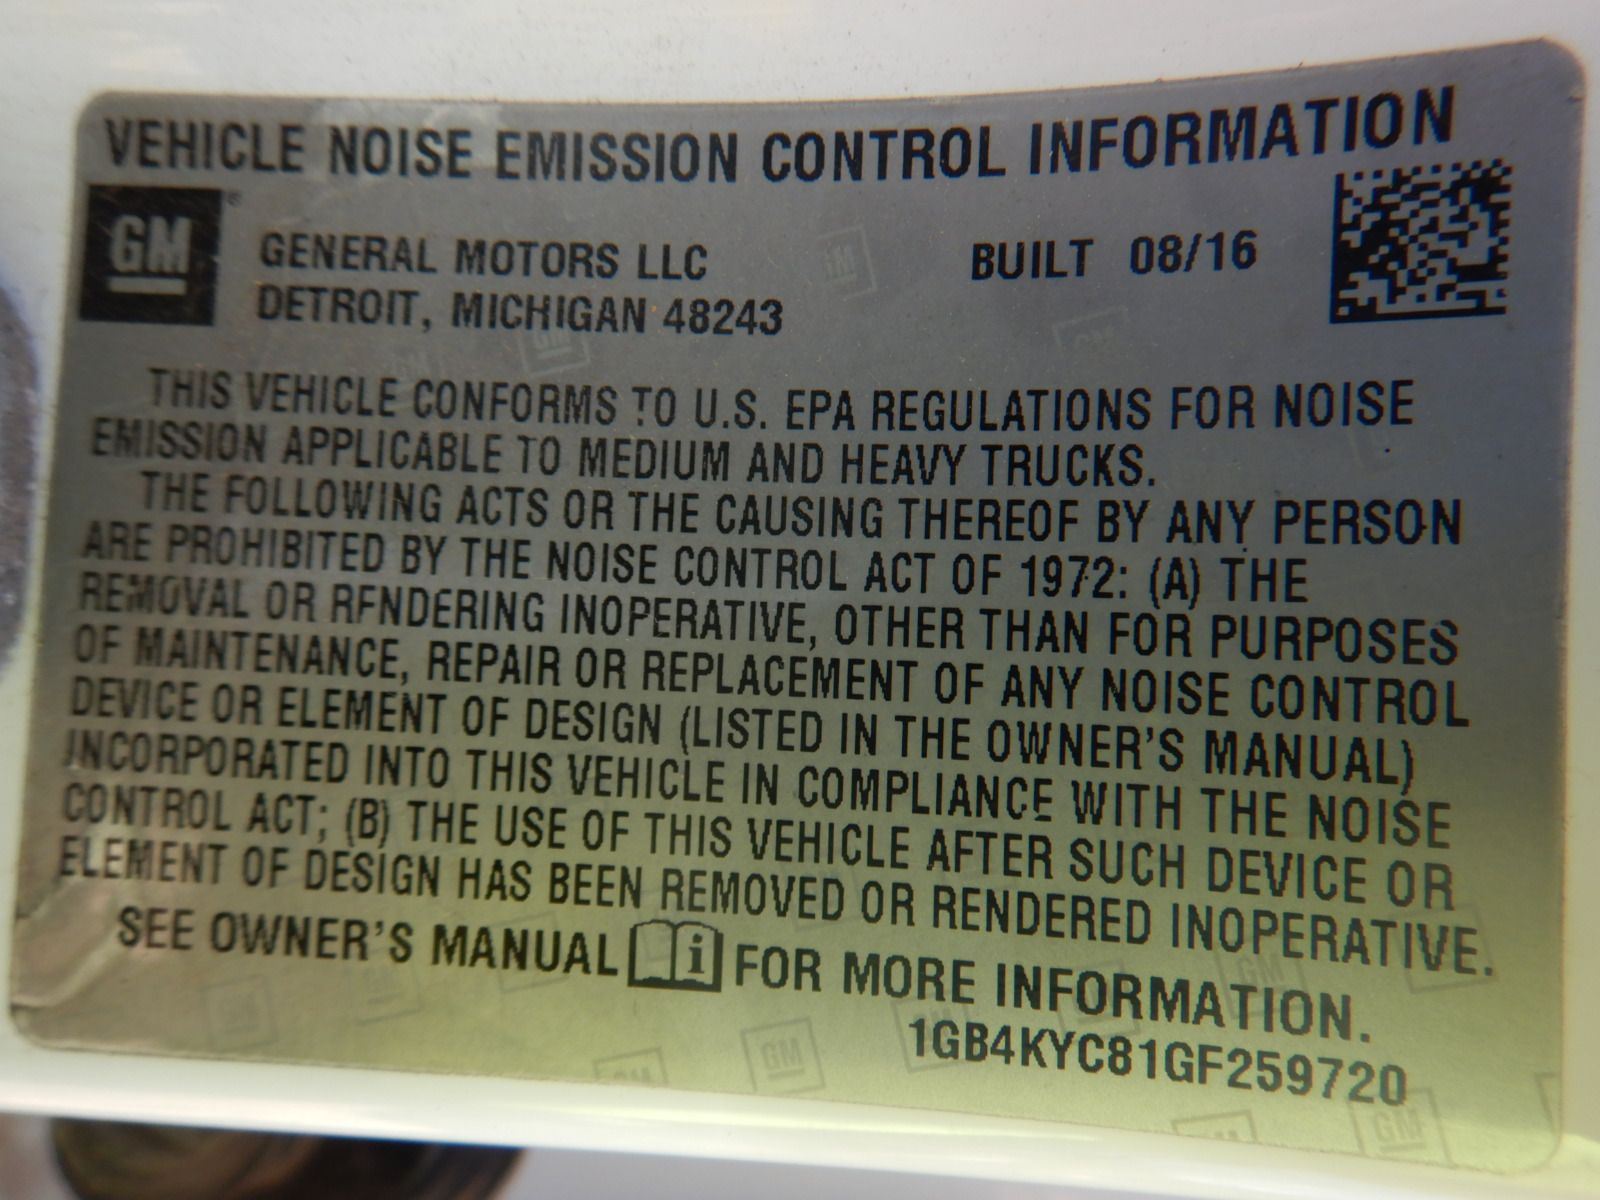 VEHICLE NOISE EMISSION CONTROL INFORMATION
GM®
GENERAL MOTORS LLC
DETROIT, MICHIGAN 48243
BUILT 08/16
THIS VEHICLE CONFORMS TO U.S. EPA REGULATIONS FOR NOISE
EMISSION APPLICABLE TO MEDIUM AND HEAVY TRUCKS.
THE FOLLOWING ACTS OR THE CAUSING THEREOF BY ANY PERSON
ARE PROHIBITED BY THE NOISE CONTROL ACT OF 1972: (A) THE
REMOVAL OR RENDERING INOPERATIVE, OTHER THAN FOR PURPOSES
OF MAINTENANCE, REPAIR OR REPLACEMENT OF ANY NOISE CONTROL
DEVICE OR ELEMENT OF DESIGN (LISTED IN THE OWNER'S MANUAL)
INCORPORATED INTO THIS VEHICLE IN COMPLIANCE WITH THE NOISE
CONTROL ACT; (B) THE USE OF THIS VEHICLE AFTER SUCH DEVICE OR
ELEMENT OF DESIGN HAS BEEN REMOVED OR RENDERED INOPERATIVE.
SEE OWNER'S MANUAL i FOR MORE INFORMATION.
1GB4KYC81GF259720